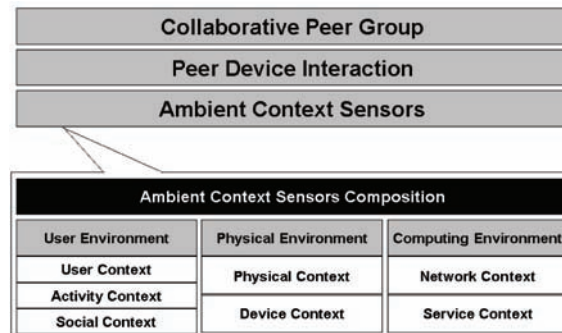 Collaborative Peer Group
Peer Device Interaction
Ambient Context Sensors
Ambient Context Sensors Composition
User Environment
User Context
Activity Context
Social Context
Physical Environment
Physical Context
Device Context
Computing Environment
Network Context
Service Context